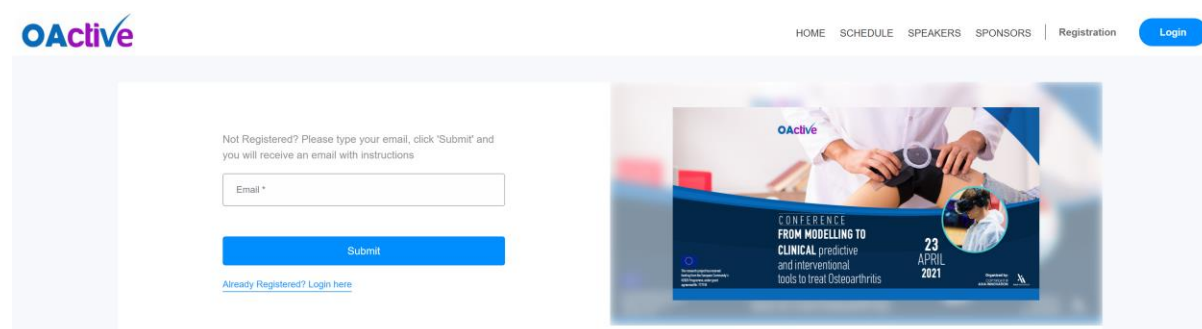 OActive
HOME SCHEDULE SPEAKERS SPONSORS Registration Login
Not Registered? Please type your email, click 'Submit' and
you will receive an email with instructions
Email *
Submit
Already Registered? Login here
OActive
CONFERENCE
FROM MODELLING TO
CLINICAL predictive
and interventional
tools to treat Osteoarthritis
23
APRIL
2021
Organized by: